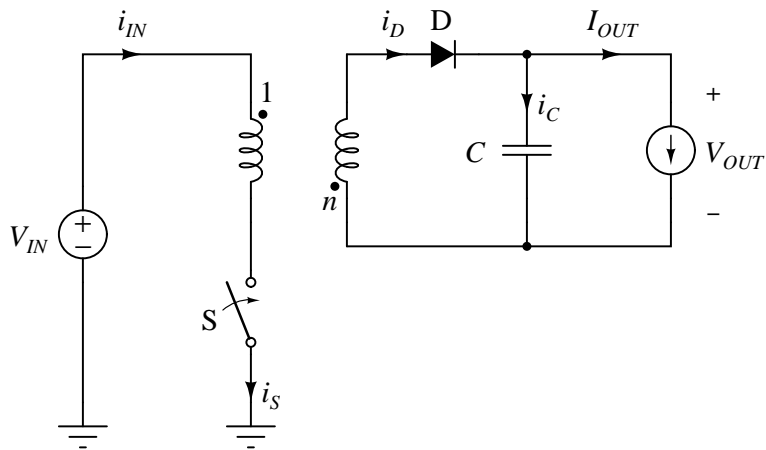 i_IN
i_D D I_OUT
1
i_C +
C V_OUT
n
V_IN + −
−
S
i_S